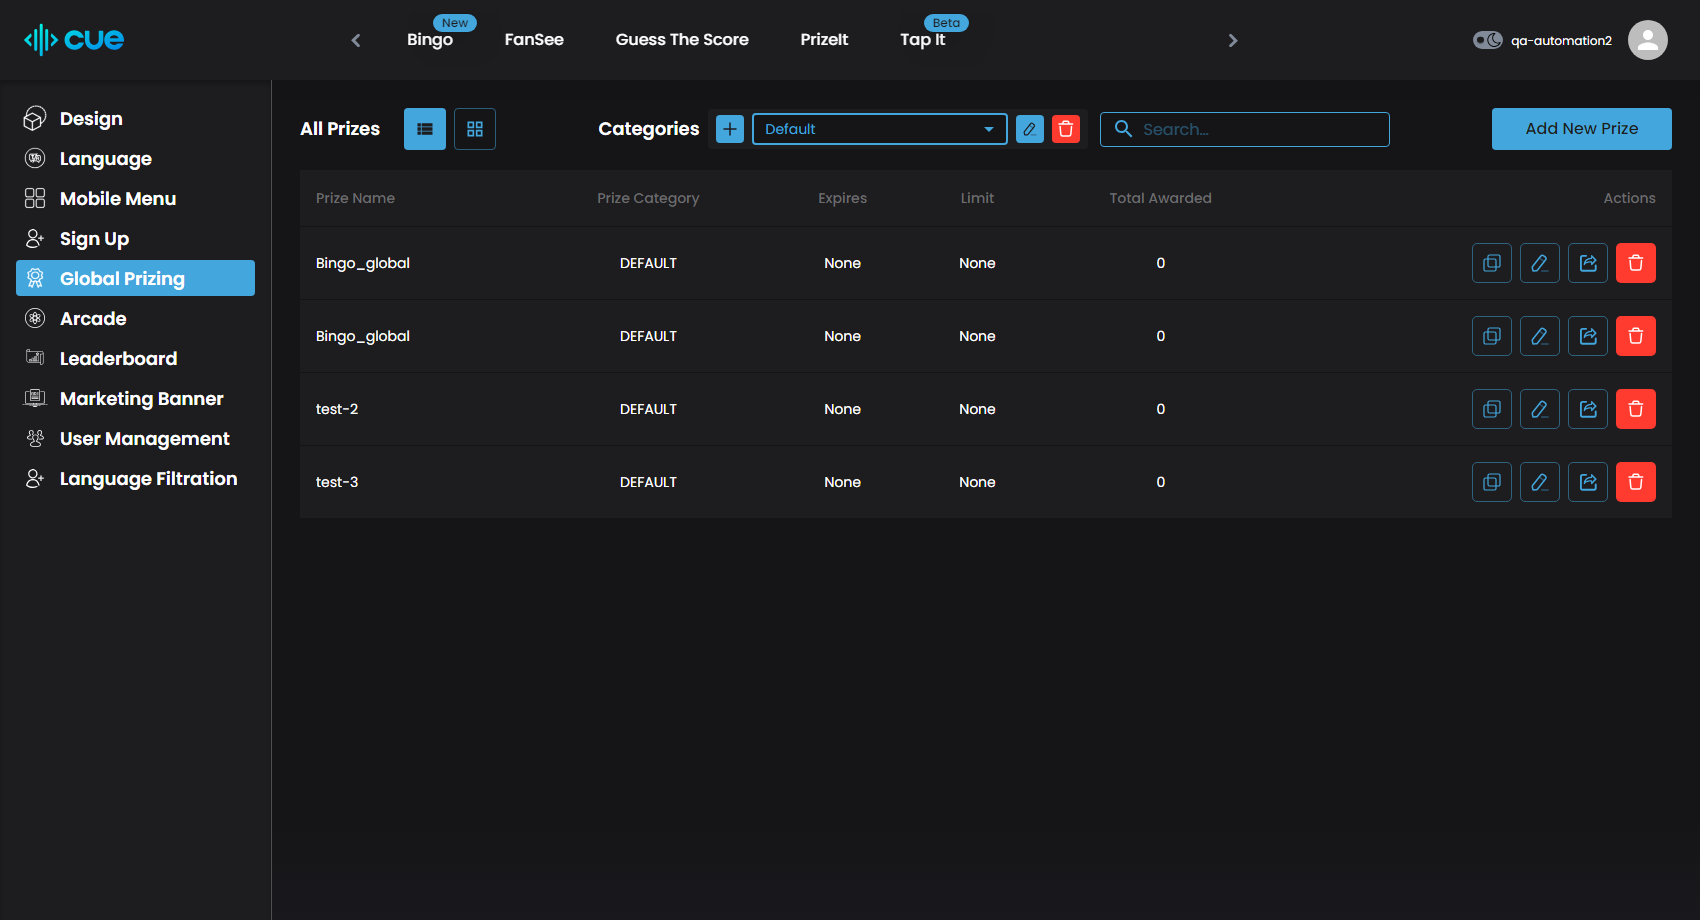 cue
New
Bingo
FanSee
Guess The Score
PrizeIt
Beta
Tap It
qa-automation2
Design
Language
Mobile Menu
Sign Up
Global Prizing
Arcade
Leaderboard
Marketing Banner
User Management
Language Filtration
All Prizes
Categories
Default
Search...
Add New Prize
Prize Name Prize Category Expires Limit Total Awarded Actions
Bingo_global DEFAULT None None 0
Bingo_global DEFAULT None None 0
test-2 DEFAULT None None 0
test-3 DEFAULT None None 0